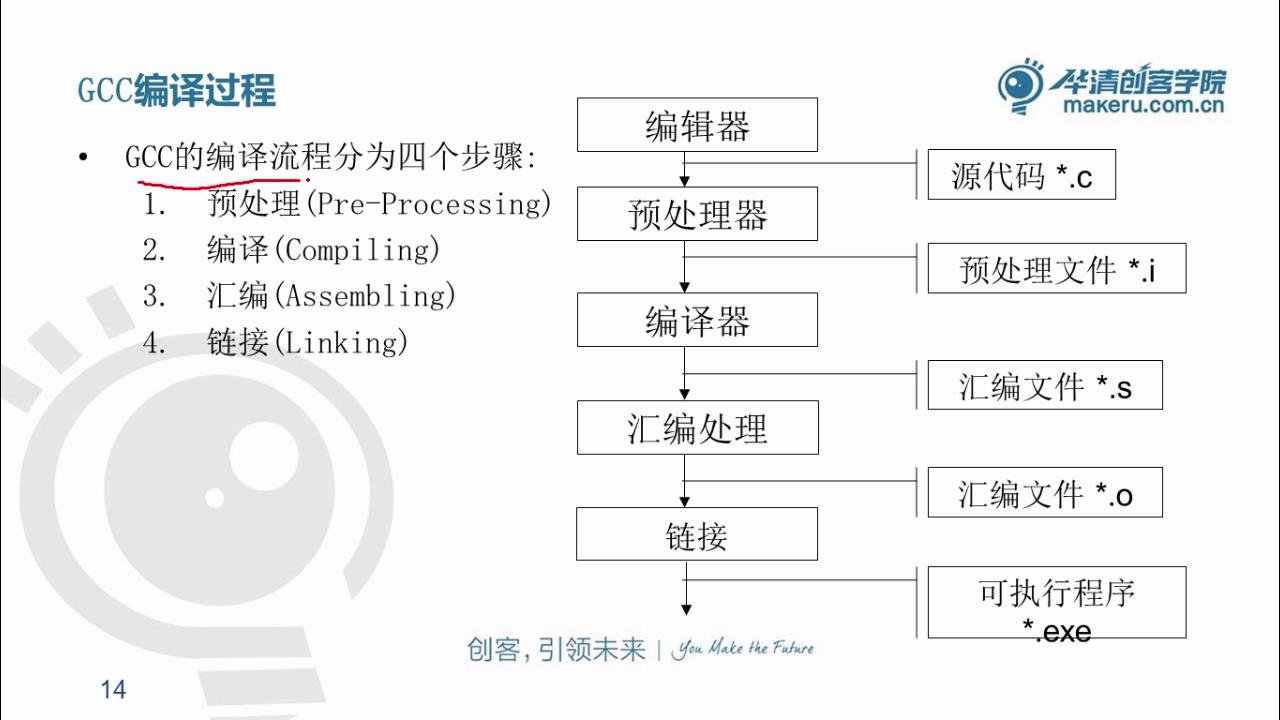 GCC编译过程
华清创客学院
makeru.com.cn
• GCC的编译流程分为四个步骤:
1. 预处理(Pre-Processing)
2. 编译(Compiling)
3. 汇编(Assembling)
4. 链接(Linking)
编辑器
源代码 *.c
预处理器
预处理文件 *.i
编译器
汇编文件 *.s
汇编处理
汇编文件 *.o
链接
可执行程序
*.exe
创客,引领未来 | You Make the Future
14